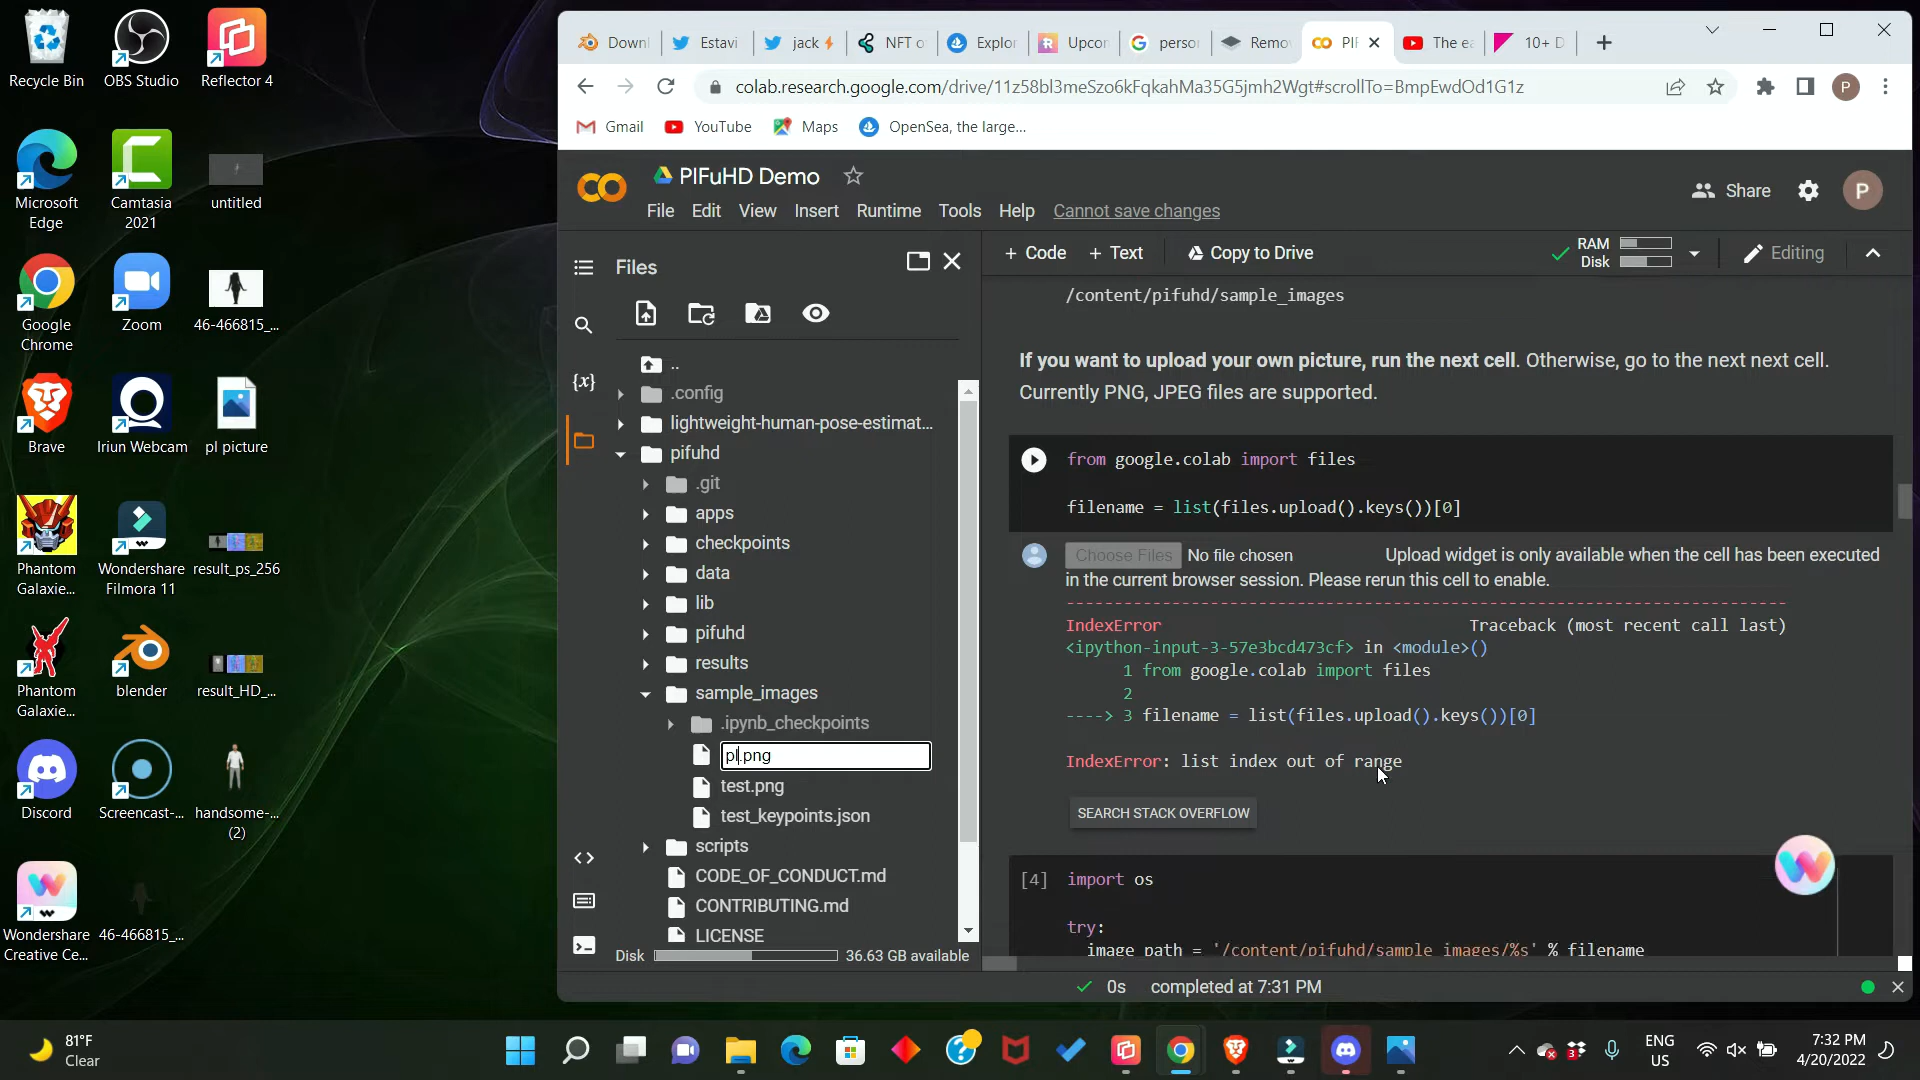 Recycle Bin
OBS Studio
Reflector 4
Microsoft
Edge
Camtasia
2021
untitled
Google
Chrome
Zoom
46-466815_...
Brave
Iriun Webcam
pl picture
Phantom
Galaxie...
Wondershare
Filmora 11
result_ps_256
Phantom
Galaxie...
blender
result_HD_...
Discord
Screencast-...
handsome-...
(2)
Wondershare
Creative Ce...
46-466815_...
Downl
Estavi
jack
NFT o
Explor
Upcor
persor
Remo
PIF
The ea
10+ D
colab.research.google.com/drive/11z58bl3meSzo6kFqkahMa35G5jmh2Wgt#scrollTo=BmpEwdOd1G1z
P
Gmail
YouTube
Maps
OpenSea, the large...
PIFuHD Demo
Share
P
File Edit View Insert Runtime Tools Help Cannot save changes
Files
+ Code + Text Copy to Drive
RAM
Disk
Editing
{x}
..
.config
lightweight-human-pose-estimat...
pifuhd
.git
apps
checkpoints
data
lib
pifuhd
results
sample_images
.ipynb_checkpoints
pl.png
test.png
test_keypoints.json
scripts
CODE_OF_CONDUCT.md
CONTRIBUTING.md
LICENSE
Disk 36.63 GB available
/content/pifuhd/sample_images
If you want to upload your own picture, run the next cell. Otherwise, go to the next next cell.
Currently PNG, JPEG files are supported.
from google.colab import files
filename = list(files.upload().keys())[0]
Choose Files No file chosen Upload widget is only available when the cell has been executed
in the current browser session. Please rerun this cell to enable.
---------------------------------------------------------------------------
IndexError Traceback (most recent call last)
<ipython-input-3-57e3bcd473cf> in <module>()
1 from google.colab import files
2
----> 3 filename = list(files.upload().keys())[0]
IndexError: list index out of range
SEARCH STACK OVERFLOW
[4] import os
try:
image_path = '/content/pifuhd/sample_images/%s' % filename
0s completed at 7:31 PM
81°F
Clear
3
ENG
US
7:32 PM
4/20/2022